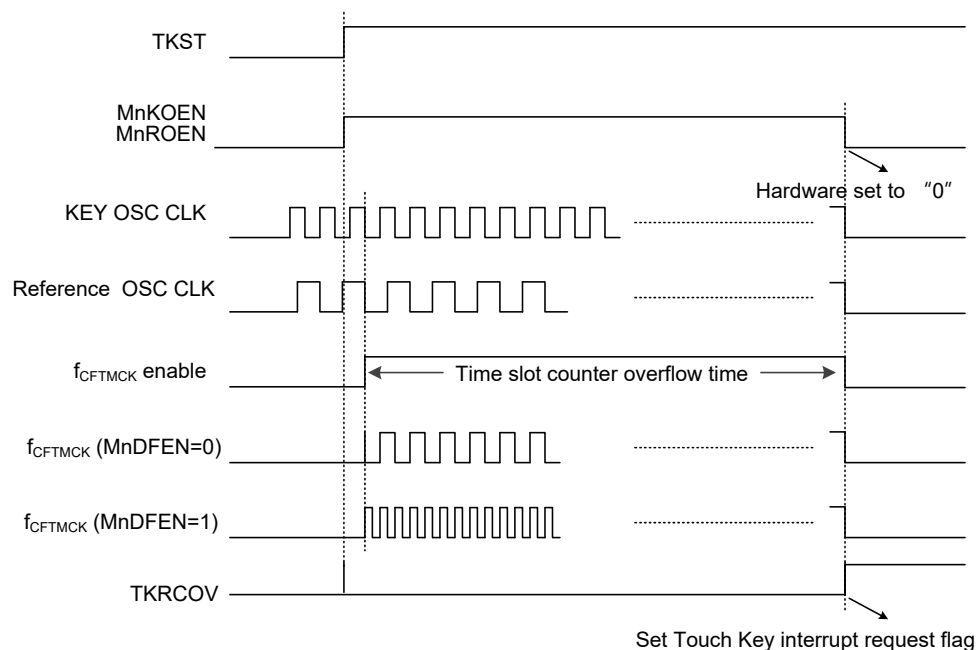 TKST
MnKOEN
MnROEN
Hardware set to “0”
KEY OSC CLK
Reference OSC CLK
fCFTMCK enable
Time slot counter overflow time
fCFTMCK (MnDFEN=0)
fCFTMCK (MnDFEN=1)
TKRCOV
Set Touch Key interrupt request flag